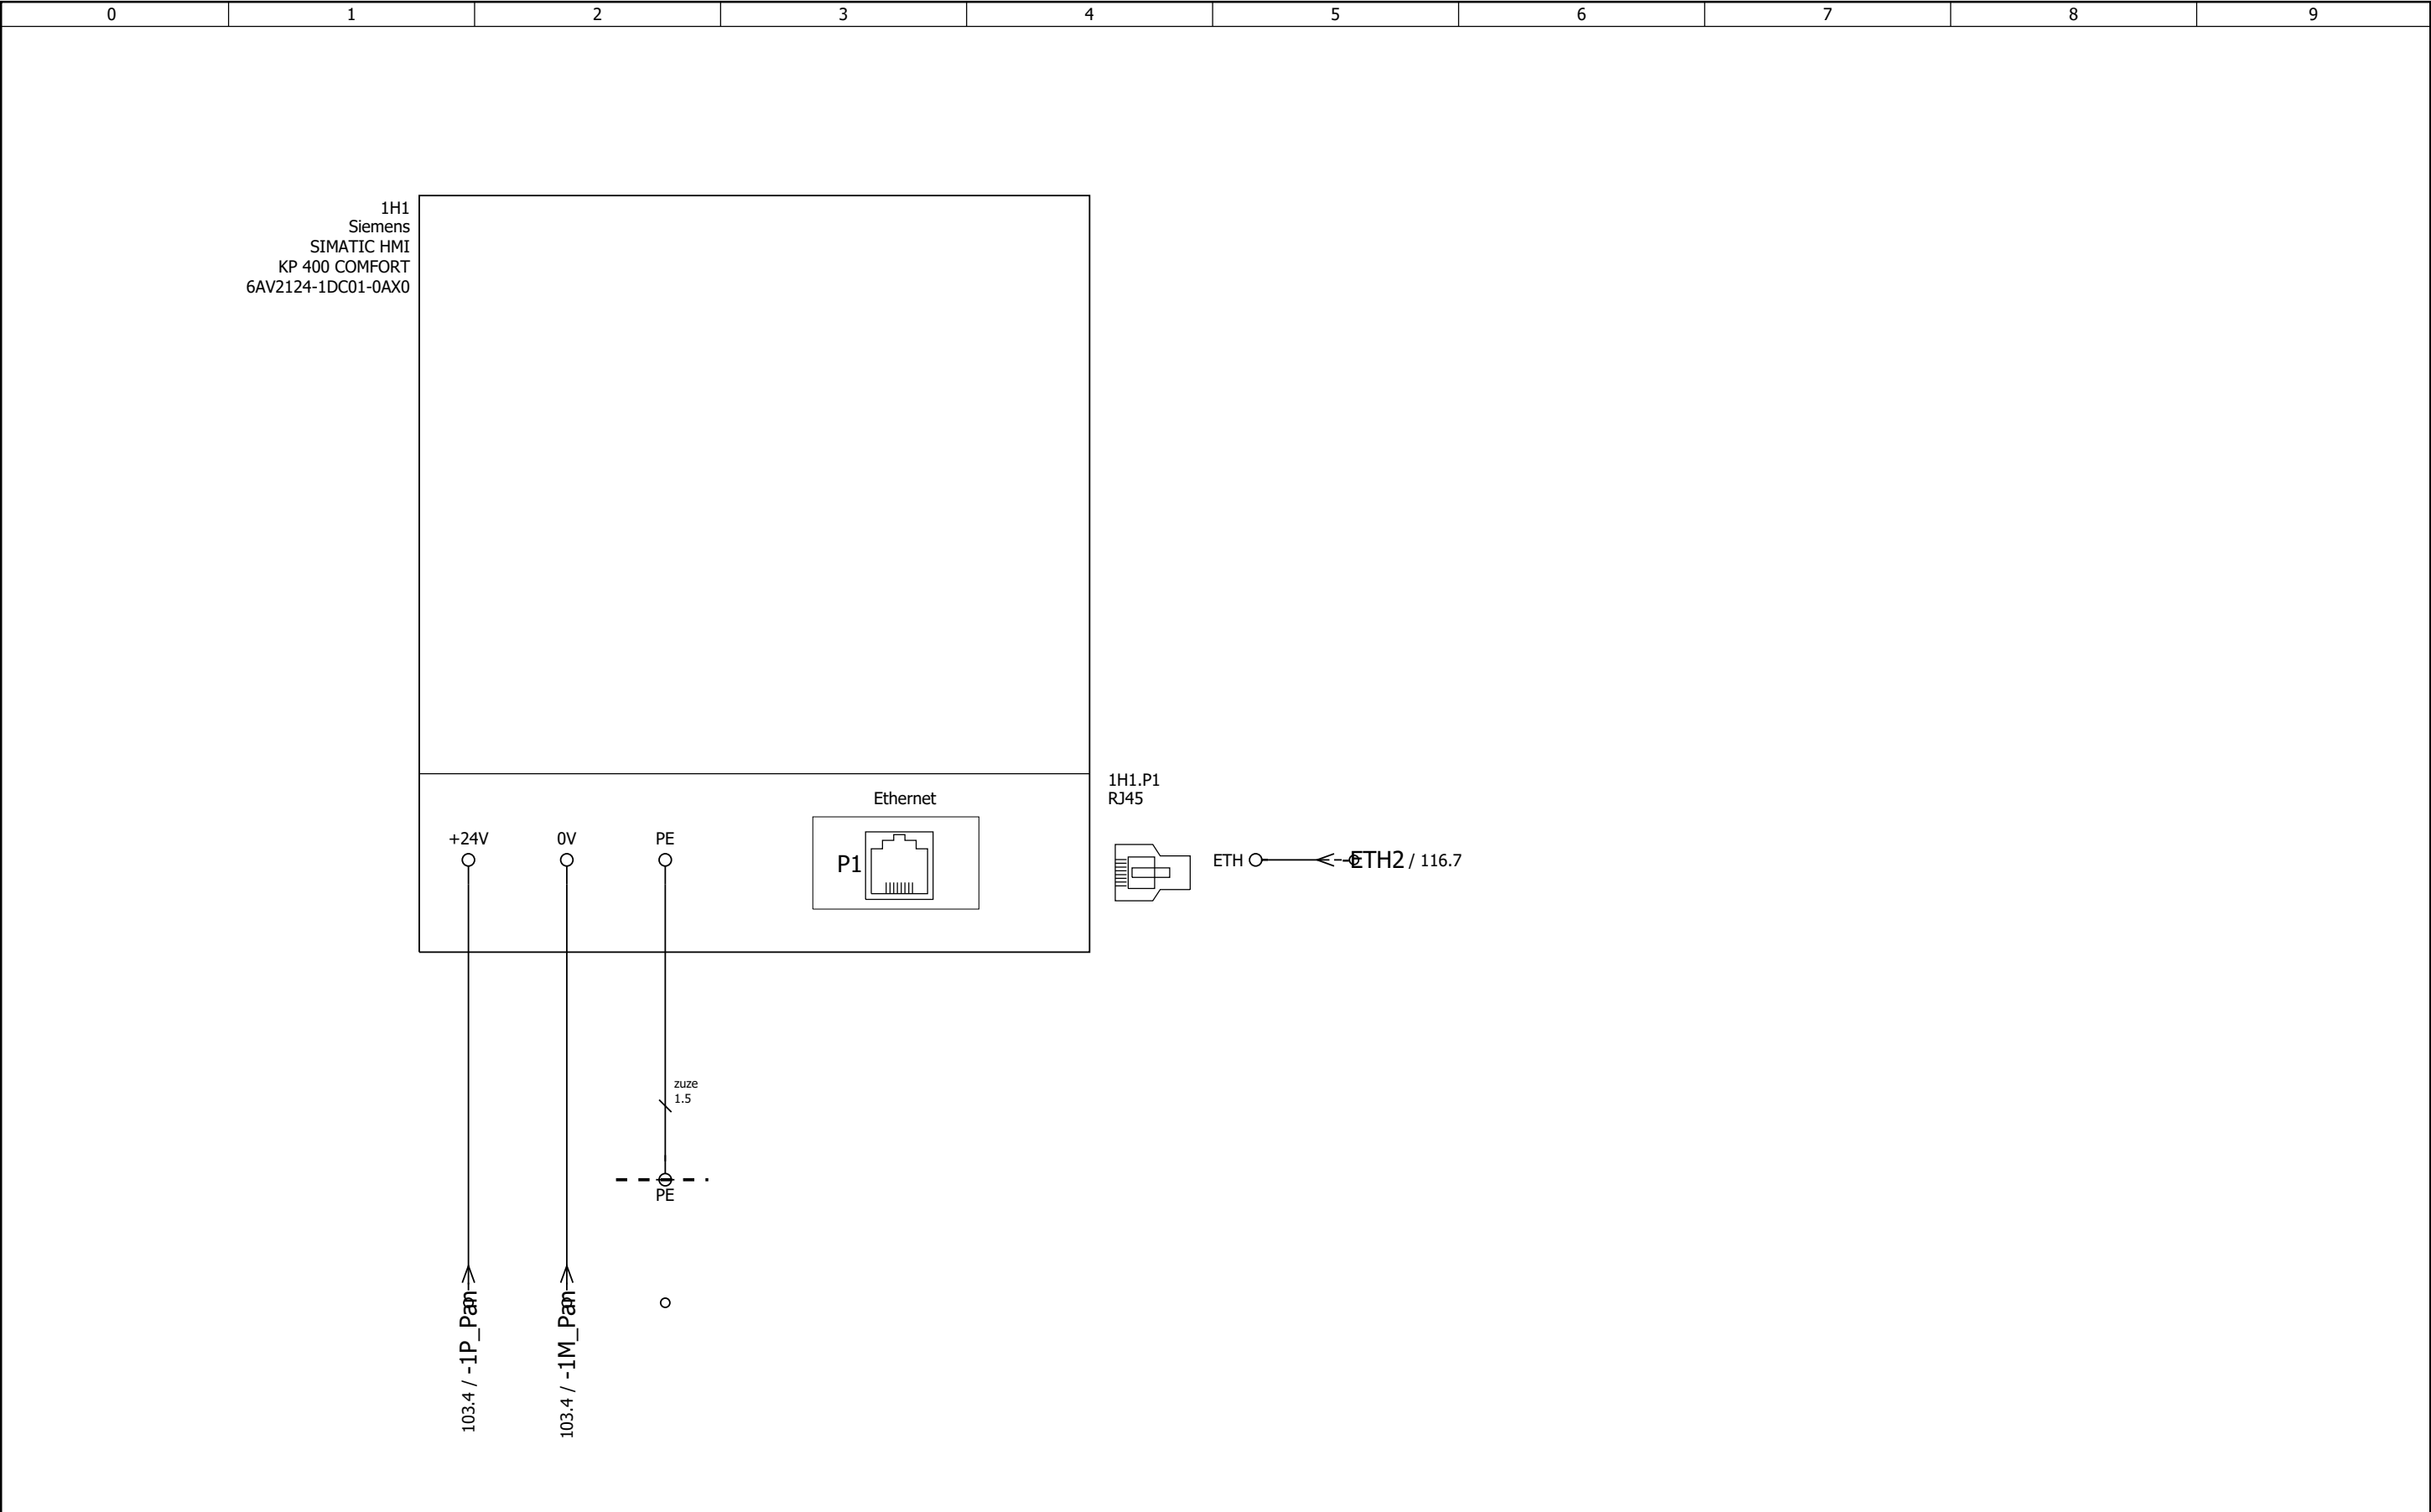 0 1 2 3 4 5 6 7 8 9
1H1
Siemens
SIMATIC HMI
KP 400 COMFORT
6AV2124-1DC01-0AX0
1H1.P1
RJ45
Ethernet
+24V 0V PE
P1
ETH
-ETH2 / 116.7
zuze
1.5
PE
103.4 / -1P_Pan
103.4 / -1M_Pan